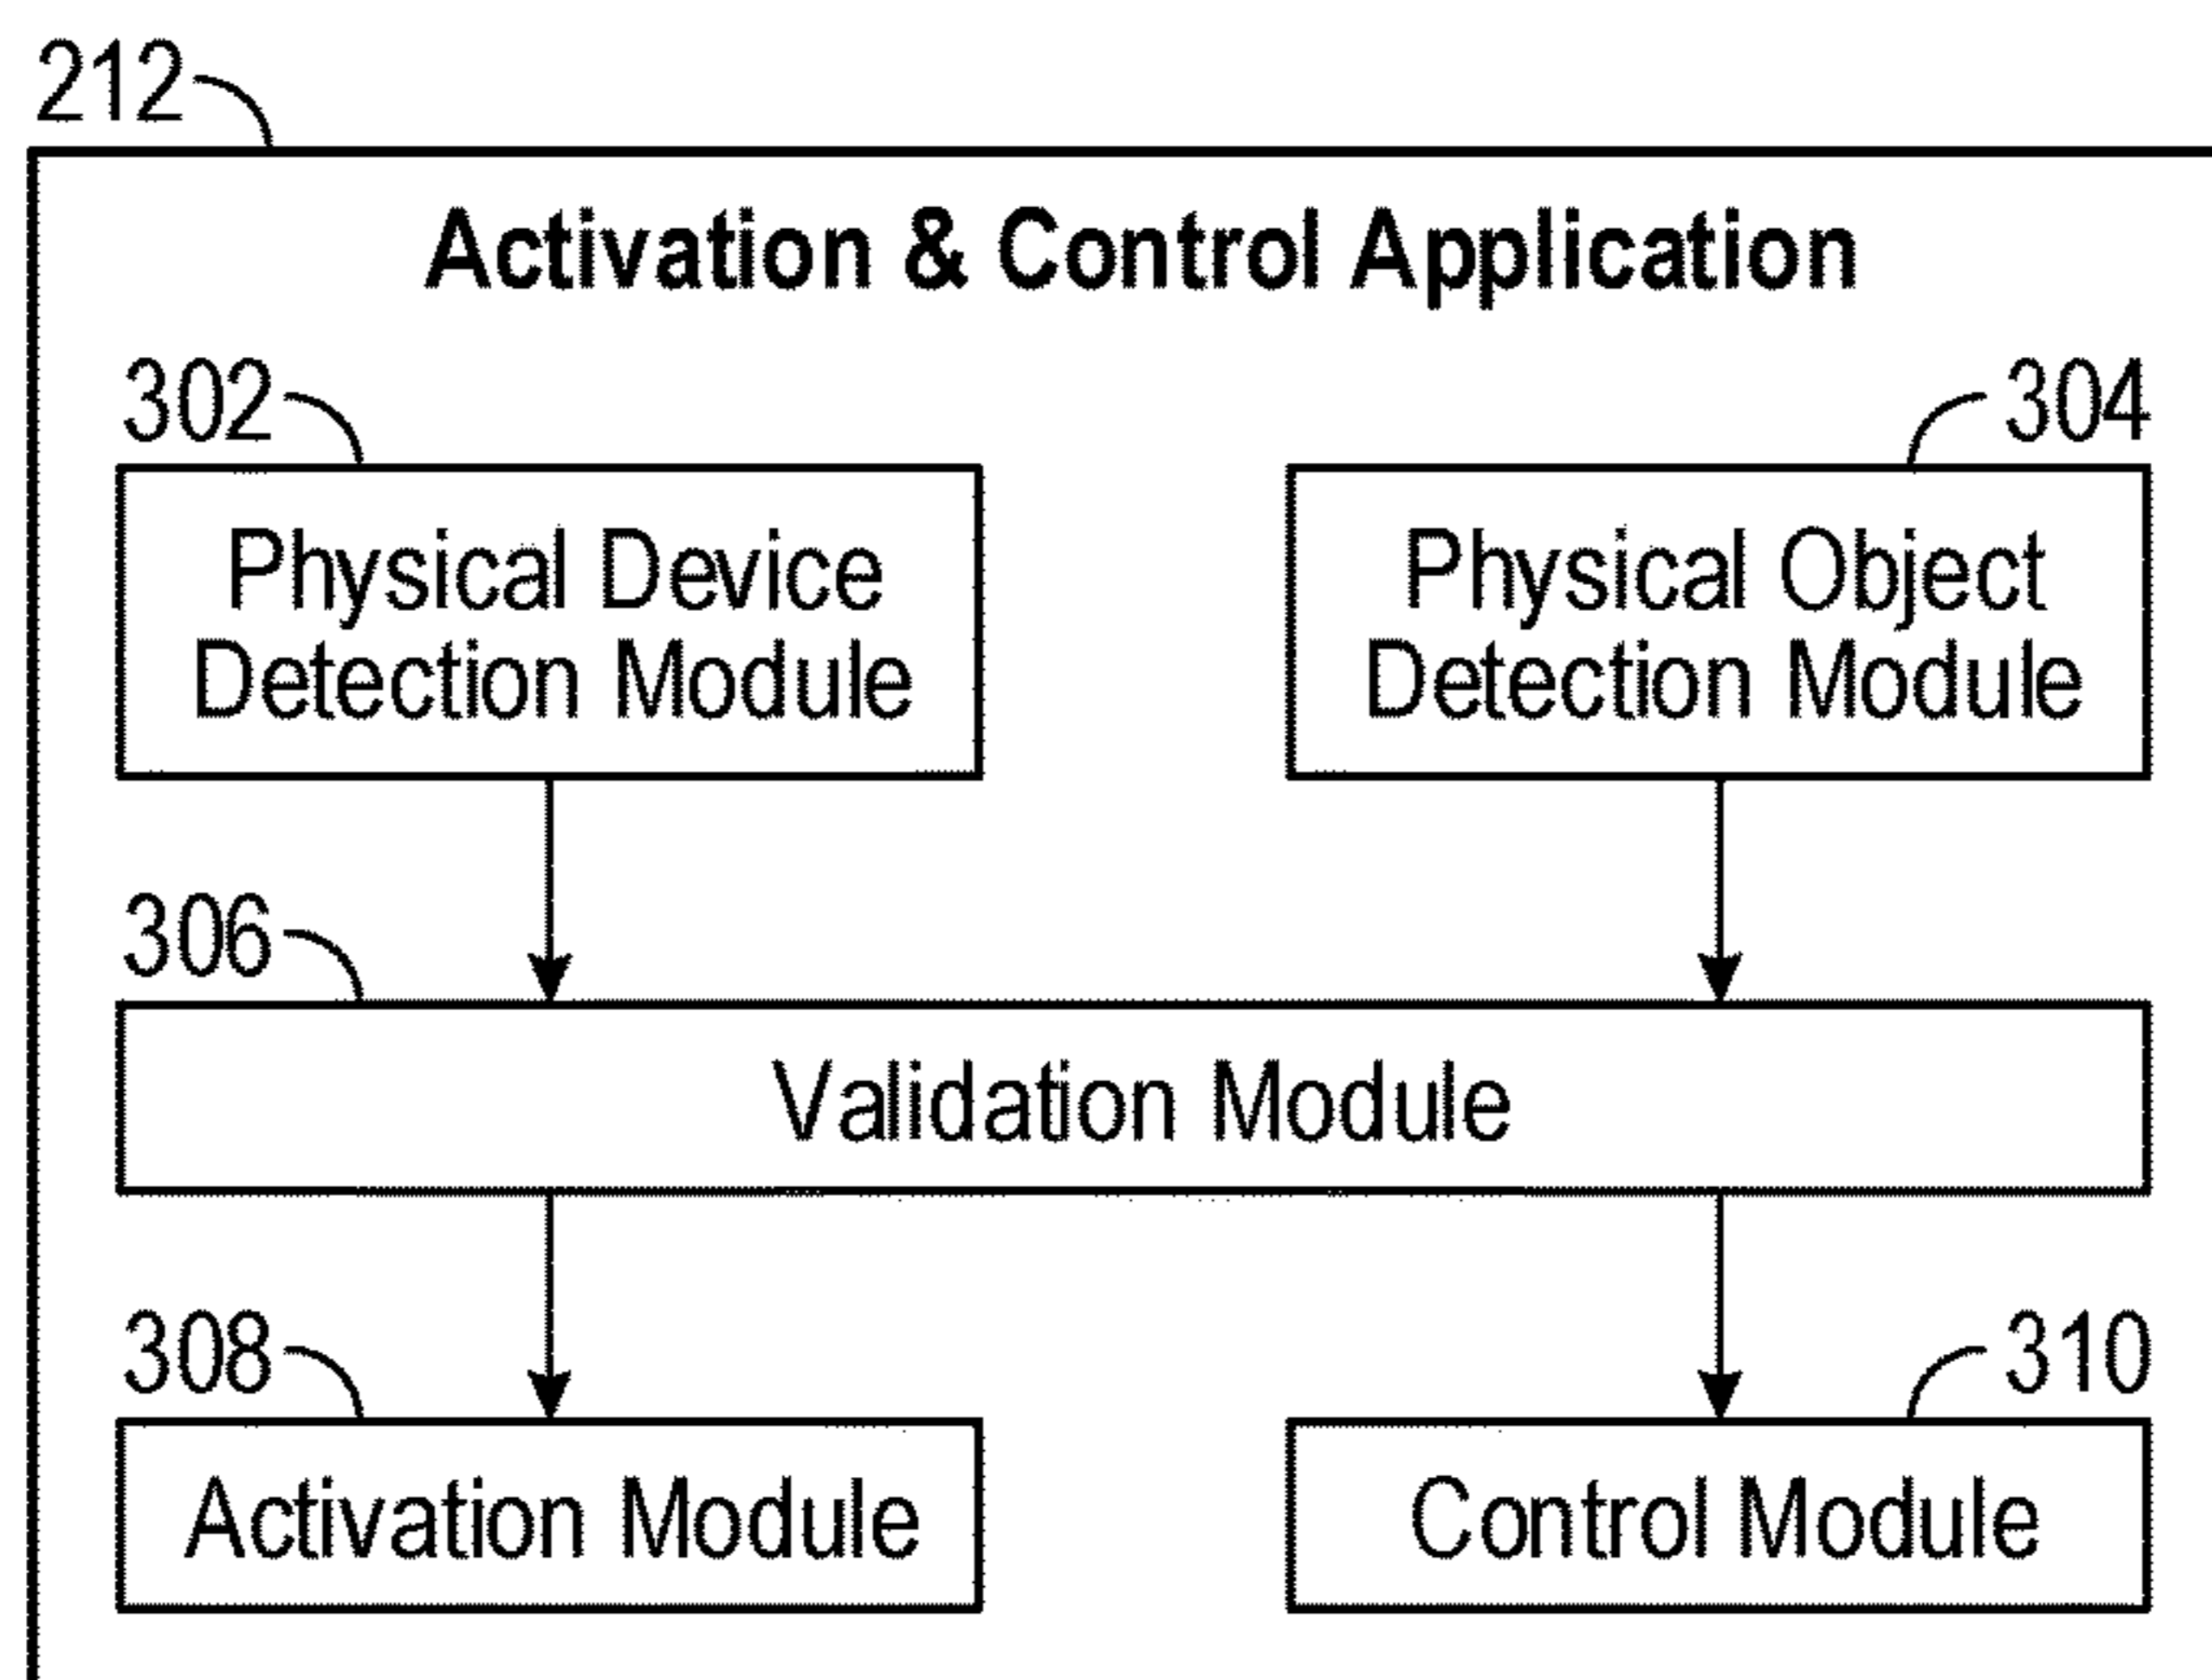 212
Activation & Control Application
302
304
Physical Device
Detection Module
Physical Object
Detection Module
306
Validation Module
308
310
Activation Module
Control Module